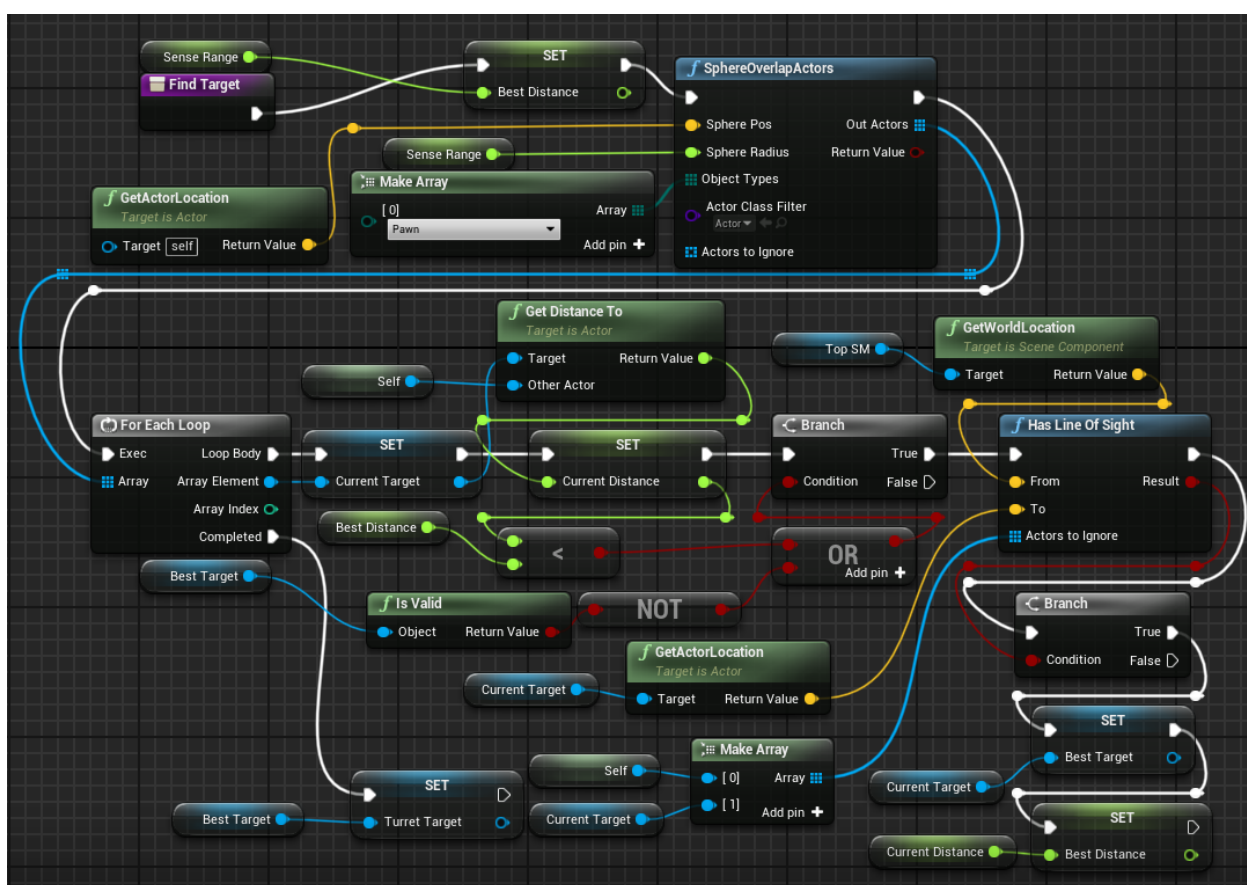 Sense Range
SET
Find Target
Best Distance
SphereOverlapActors
Sphere Pos
Out Actors
Sense Range
Sphere Radius
Return Value
Make Array
Object Types
GetActorLocation
Target is Actor
[ 0]
Array
Pawn
Actor Class Filter
Actor
Target
self
Return Value
Add pin
Actors to Ignore
Get Distance To
Target is Actor
Target
Return Value
Self
Other Actor
Top SM
GetWorldLocation
Target is Scene Component
Target
Return Value
For Each Loop
Exec
Loop Body
Array
Array Element
Array Index
Completed
SET
Current Target
SET
Current Distance
Branch
True
Condition
False
Has Line Of Sight
From
Result
To
Actors to Ignore
Best Distance
<
OR
Add pin
Best Target
Is Valid
Object
Return Value
NOT
Branch
True
Condition
False
GetActorLocation
Target is Actor
Current Target
Target
Return Value
SET
Best Target
Current Target
Make Array
Self
[ 0]
Array
Current Target
[ 1]
Add pin
SET
Best Target
Turret Target
SET
Current Distance
Best Distance